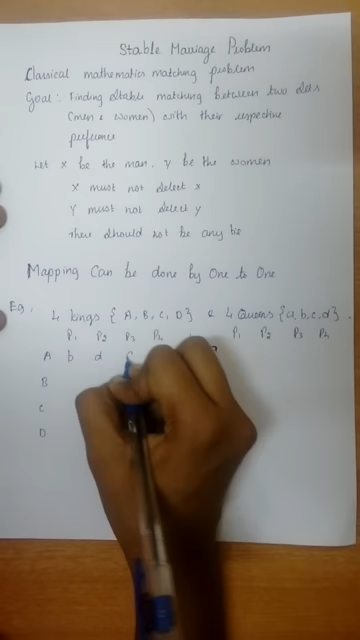 Stable Marriage Problem
Classical mathematics matching problem
Goal : Finding stable matching between two sets
(men & women) with their respective
preference
Let X be the man, Y be the women
X must not select x
Y must not select y
There should not be any tie
Mapping Can be done by One to One
Eg,
4 kings { A, B, C, D } & 4 Queens {a, b, c, d} .
P1 P2 P3 P4 P1 P2 P3 P4
A b d c
B
C
D